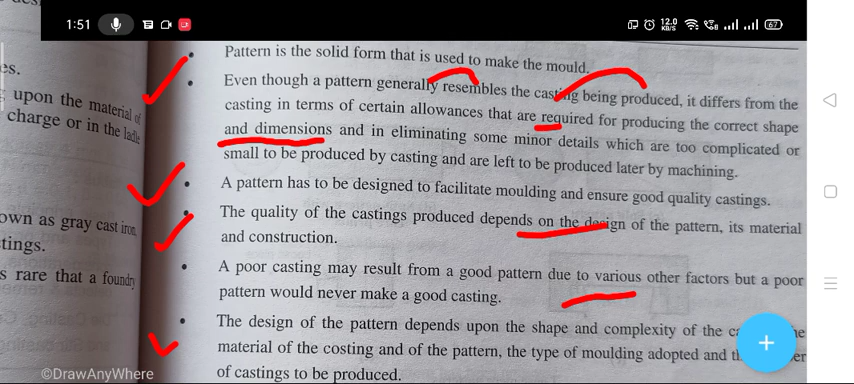 1:51
12.0
KB/S
67
es.
upon the material of
charge or in the ladle
own as gray cast iron.
tings.
s rare that a foundry
• Pattern is the solid form that is used to make the mould.
• Even though a pattern generally resembles the casting being produced, it differs from the
casting in terms of certain allowances that are required for producing the correct shape
and dimensions and in eliminating some minor details which are too complicated or
small to be produced by casting and are left to be produced later by machining.
• A pattern has to be designed to facilitate moulding and ensure good quality castings.
• The quality of the castings produced depends on the design of the pattern, its material
and construction.
• A poor casting may result from a good pattern due to various other factors but a poor
pattern would never make a good casting.
• The design of the pattern depends upon the shape and complexity of the
material of the costing and of the pattern, the type of moulding adopted and
of castings to be produced.
©DrawAnyWhere